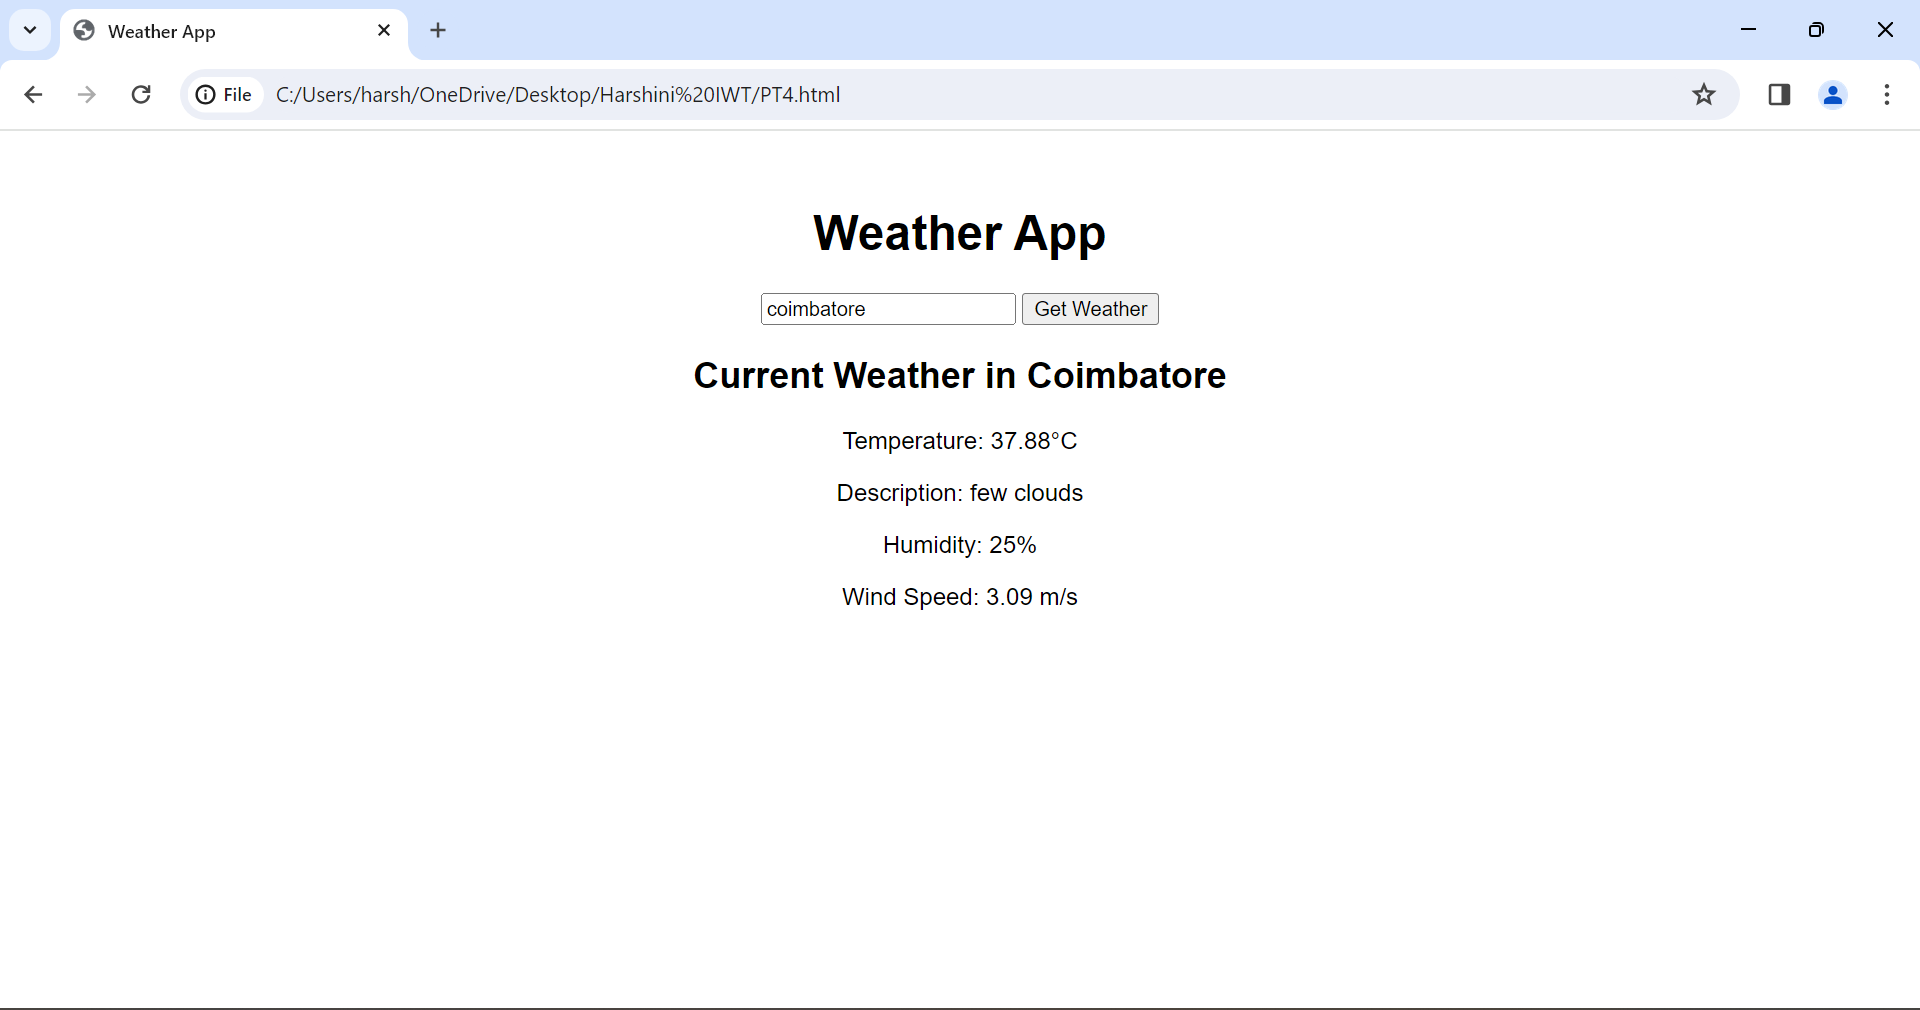 Weather App
File C:/Users/harsh/OneDrive/Desktop/Harshini%20IWT/PT4.html
Weather App
coimbatore Get Weather
Current Weather in Coimbatore
Temperature: 37.88°C
Description: few clouds
Humidity: 25%
Wind Speed: 3.09 m/s